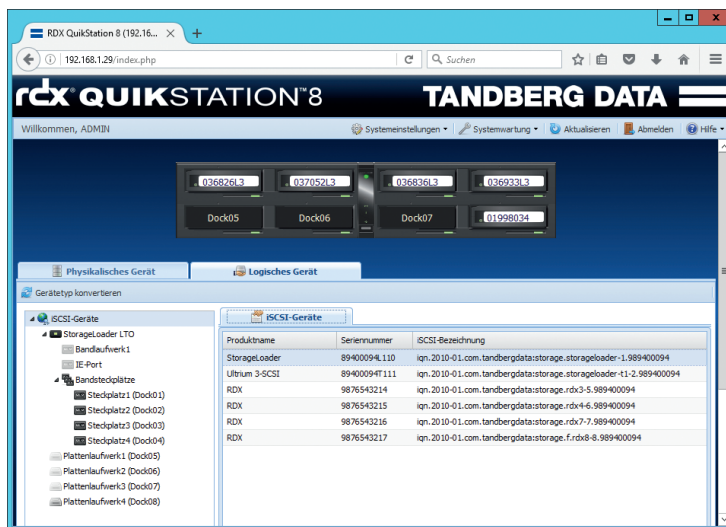 RDX QuikStation 8 (192.16...
192.168.1.29/index.php
Suchen
rdx® QUIKSTATION™8
TANDBERG DATA
Willkommen, ADMIN
Systemeinstellungen
Systemwartung
Aktualisieren
Abmelden
Hilfe
036826L3
037052L3
036836L3
036933L3
Dock05
Dock06
Dock07
01998034
Physikalisches Gerät
Logisches Gerät
Gerätetyp konvertieren
iSCSI-Geräte
StorageLoader LTO
Bandlaufwerk1
IE-Port
Bandsteckplätze
Steckplatz1 (Dock01)
Steckplatz2 (Dock02)
Steckplatz3 (Dock03)
Steckplatz4 (Dock04)
Plattenlaufwerk1 (Dock05)
Plattenlaufwerk2 (Dock06)
Plattenlaufwerk3 (Dock07)
Plattenlaufwerk4 (Dock08)
iSCSI-Geräte
Produktname Seriennummer iSCSI-Bezeichnung
StorageLoader 89400094L110 iqn.2010-01.com.tandbergdata:storage.storageloader-1.989400094
Ultrium 3-SCSI 89400094T111 iqn.2010-01.com.tandbergdata:storage.storageloader-t1-2.989400094
RDX 9876543214 iqn.2010-01.com.tandbergdata:storage.rdx3-5.989400094
RDX 9876543215 iqn.2010-01.com.tandbergdata:storage.rdx4-6.989400094
RDX 9876543216 iqn.2010-01.com.tandbergdata:storage.rdx7-7.989400094
RDX 9876543217 iqn.2010-01.com.tandbergdata:storage.f.rdx8-8.989400094